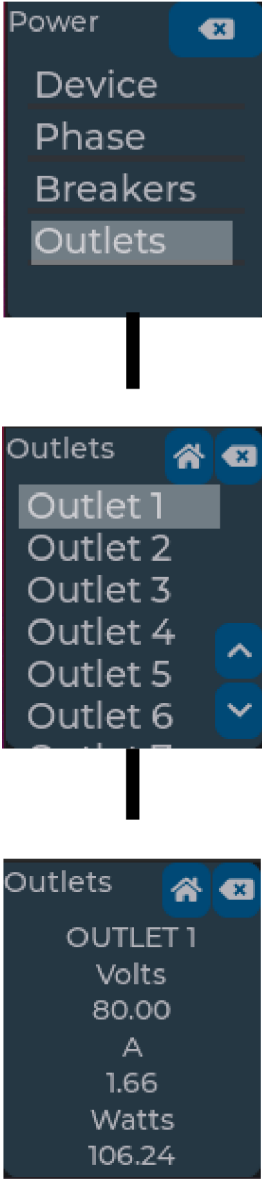 Power
Device
Phase
Breakers
Outlets
Outlets
Outlet 1
Outlet 2
Outlet 3
Outlet 4
Outlet 5
Outlet 6
Outlets
OUTLET 1
Volts
80.00
A
1.66
Watts
106.24